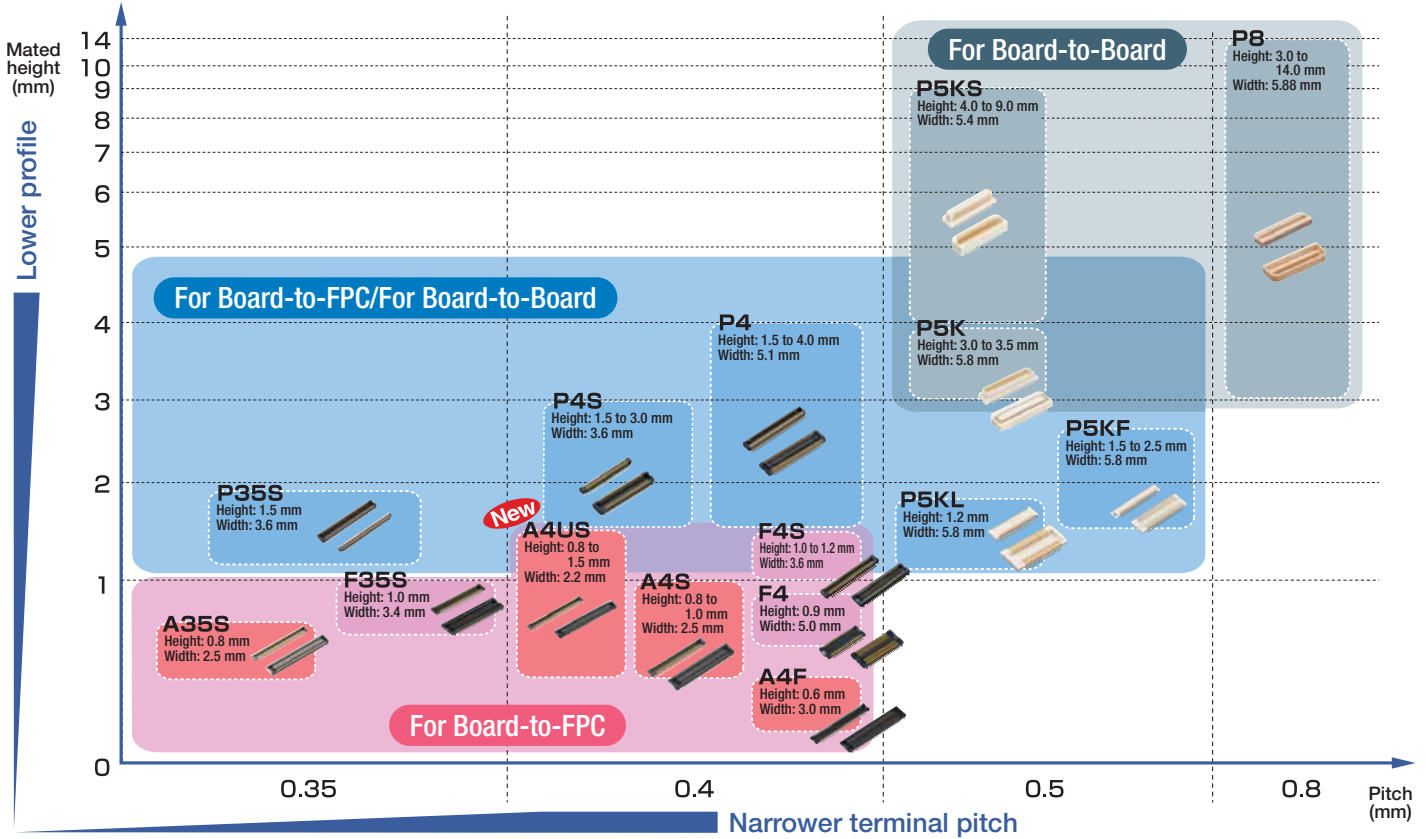 Mated
height
(mm)
Lower profile
14
10
9
8
7
6
5
4
3
2
1
0
For Board-to-Board
P8
Height: 3.0 to
14.0 mm
Width: 5.88 mm
P5KS
Height: 4.0 to 9.0 mm
Width: 5.4 mm
For Board-to-FPC/For Board-to-Board
P4
Height: 1.5 to 4.0 mm
Width: 5.1 mm
P5K
Height: 3.0 to 3.5 mm
Width: 5.8 mm
P4S
Height: 1.5 to 3.0 mm
Width: 3.6 mm
P5KF
Height: 1.5 to 2.5 mm
Width: 5.8 mm
P35S
Height: 1.5 mm
Width: 3.6 mm
P5KL
Height: 1.2 mm
Width: 5.8 mm
New
A4US
Height: 0.8 to
1.5 mm
Width: 2.2 mm
F4S
Height: 1.0 to 1.2 mm
Width: 3.6 mm
F35S
Height: 1.0 mm
Width: 3.4 mm
A4S
Height: 0.8 to
1.0 mm
Width: 2.5 mm
F4
Height: 0.9 mm
Width: 5.0 mm
A35S
Height: 0.8 mm
Width: 2.5 mm
A4F
Height: 0.6 mm
Width: 3.0 mm
For Board-to-FPC
0.35
0.4
0.5
0.8
Pitch
(mm)
Narrower terminal pitch